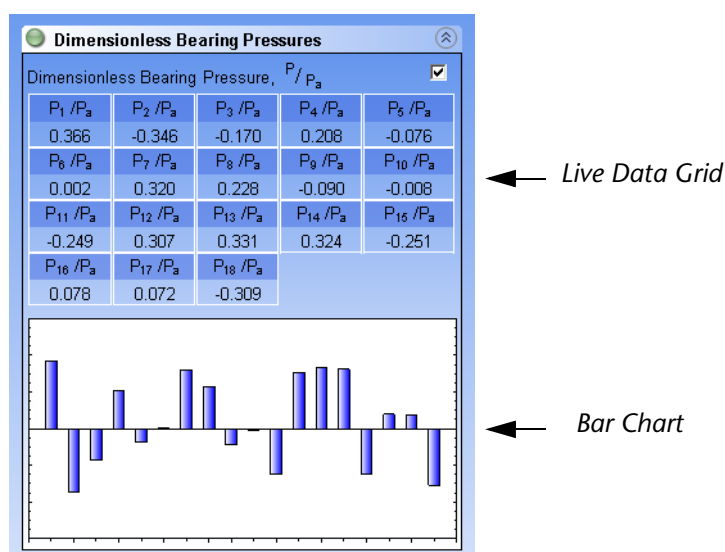 Dimensionless Bearing Pressures
Dimensionless Bearing Pressure, P/Pa
P1 /Pa P2 /Pa P3 /Pa P4 /Pa P5 /Pa
0.366 -0.346 -0.170 0.208 -0.076
P6 /Pa P7 /Pa P8 /Pa P9 /Pa P10 /Pa
0.002 0.320 0.228 -0.090 -0.008
P11 /Pa P12 /Pa P13 /Pa P14 /Pa P15 /Pa
-0.249 0.307 0.331 0.324 -0.251
P16 /Pa P17 /Pa P18 /Pa
0.078 0.072 -0.309
Live Data Grid
Bar Chart